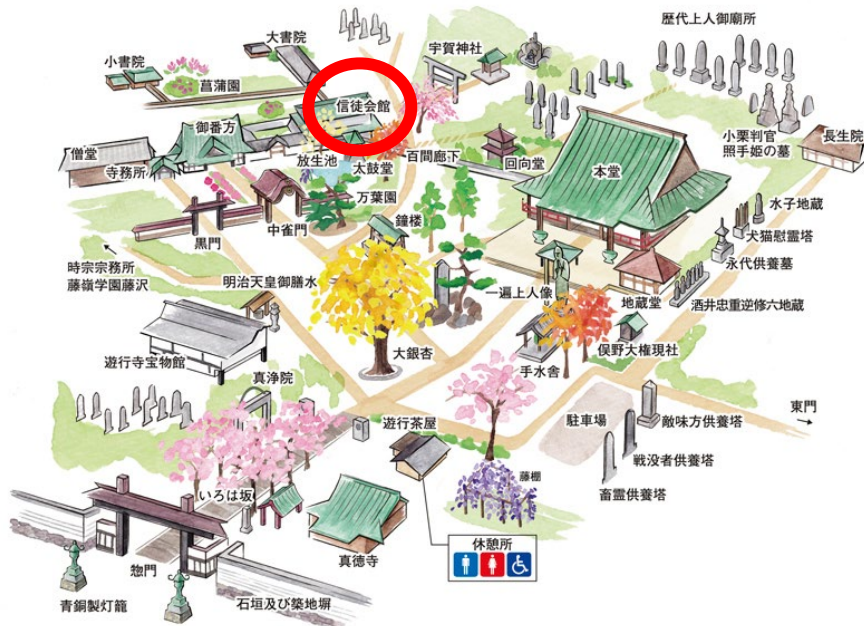 歴代上人御廟所
大書院
宇賀神社
小書院
菖蒲園
信徒会館
小栗判官
照手姫の墓
長生院
御番方
僧堂
寺務所
放生池
太鼓堂
百間廊下
回向堂
本堂
万葉園
水子地蔵
鐘楼
犬猫慰霊塔
黒門
中雀門
永代供養墓
時宗宗務所
藤嶺学園藤沢
明治天皇御膳水
一遍上人像
地蔵堂
酒井忠重逆修六地蔵
大銀杏
俣野大権現社
遊行寺宝物館
手水舎
真浄院
東門
遊行茶屋
駐車場
敵味方供養塔
戦没者供養塔
いろは坂
藤棚
畜霊供養塔
休憩所
惣門
真徳寺
青銅製灯籠
石垣及び築地塀